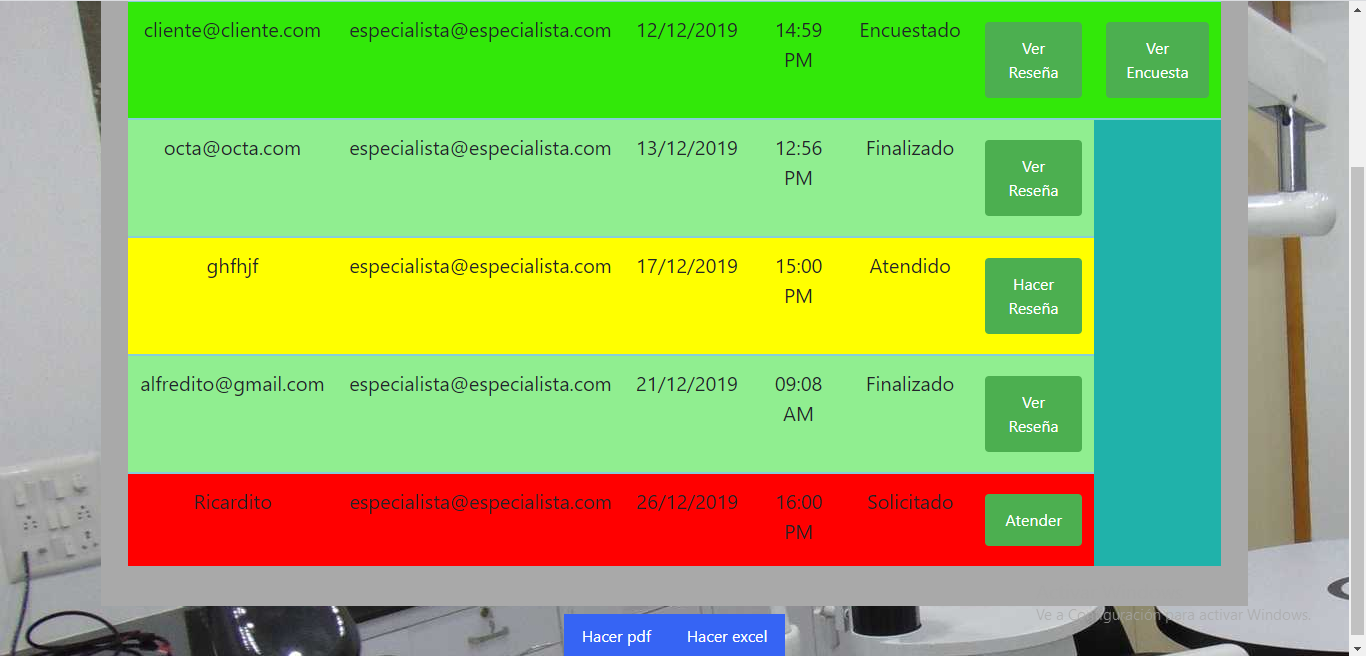 cliente@cliente.com especialista@especialista.com 12/12/2019 14:59 PM Encuestado Ver Reseña Ver Encuesta
octa@octa.com especialista@especialista.com 13/12/2019 12:56 PM Finalizado Ver Reseña
ghfhjf especialista@especialista.com 17/12/2019 15:00 PM Atendido Hacer Reseña
alfredito@gmail.com especialista@especialista.com 21/12/2019 09:08 AM Finalizado Ver Reseña
Ricardito especialista@especialista.com 26/12/2019 16:00 PM Solicitado Atender
Ve a Configuración para activar Windows.
Hacer pdf Hacer excel